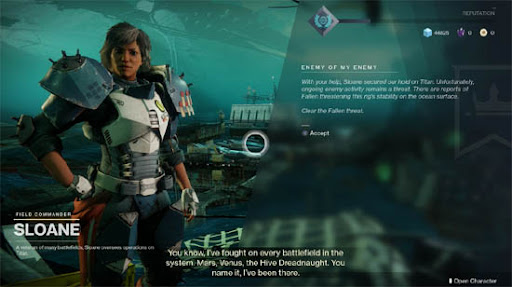 REPUTATION
0
0
ENEMY OF MY ENEMY
With your help, Sloane secured our hold on Titan. Unfortunately,
ongoing enemy activity remains a threat. There are reports of
Fallen threatening this rig's stability on the ocean surface.
Clear the Fallen threat.
Accept
FIELD COMMANDER
SLOANE
A veteran of many battlefields, Sloane oversees operations on
Titan.
You know, I've fought on every battlefield in the
system. Mars, Venus, the Hive Dreadnaught. You
name it, I've been there.
Open Character